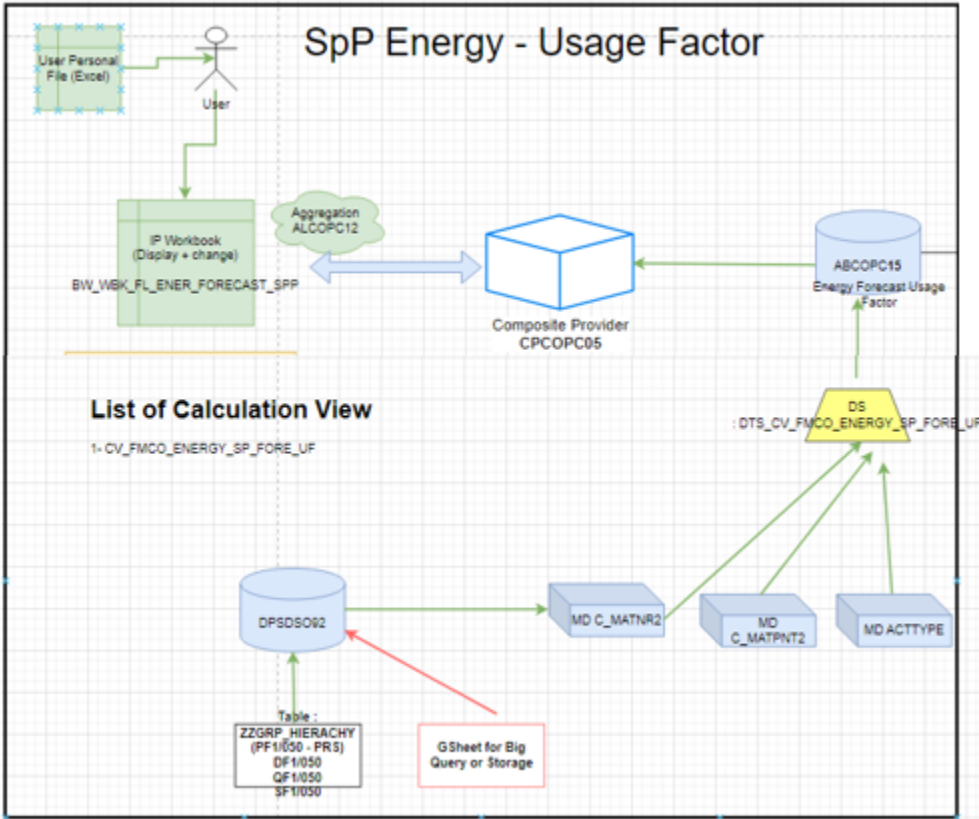 SpP Energy - Usage Factor
User Personal
File (Excel)
User
Aggregation
ALCOPC12
IP Workbook
(Display + change)
BW_WBK_FL_ENER_FORECAST_SPP
Composite Provider
CPCOPC05
ABCOPC15
Energy Forecast Usage
Factor
List of Calculation View
1- CV_FMCO_ENERGY_SP_FORE_UF
DS
: DTS_CV_FMCO_ENERGY_SP_FORE_UF
DPSDSO92
MD C_MATNR2
MD
C_MATPNT2
MD ACTTYPE
Table :
ZZGRP_HIERACHY
(PF1/050 - PRS)
DF1/050
QF1/050
SF1/050
GSheet for Big
Query or Storage